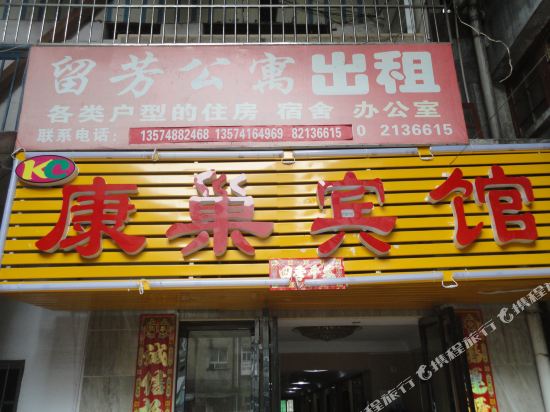 留芳公寓出租
各类户型的住房 宿舍 办公室
联系电话：13574882468 13574164969 82136615 0 2136615
KC
康巢宾馆
四季平安
诚信
携程旅行